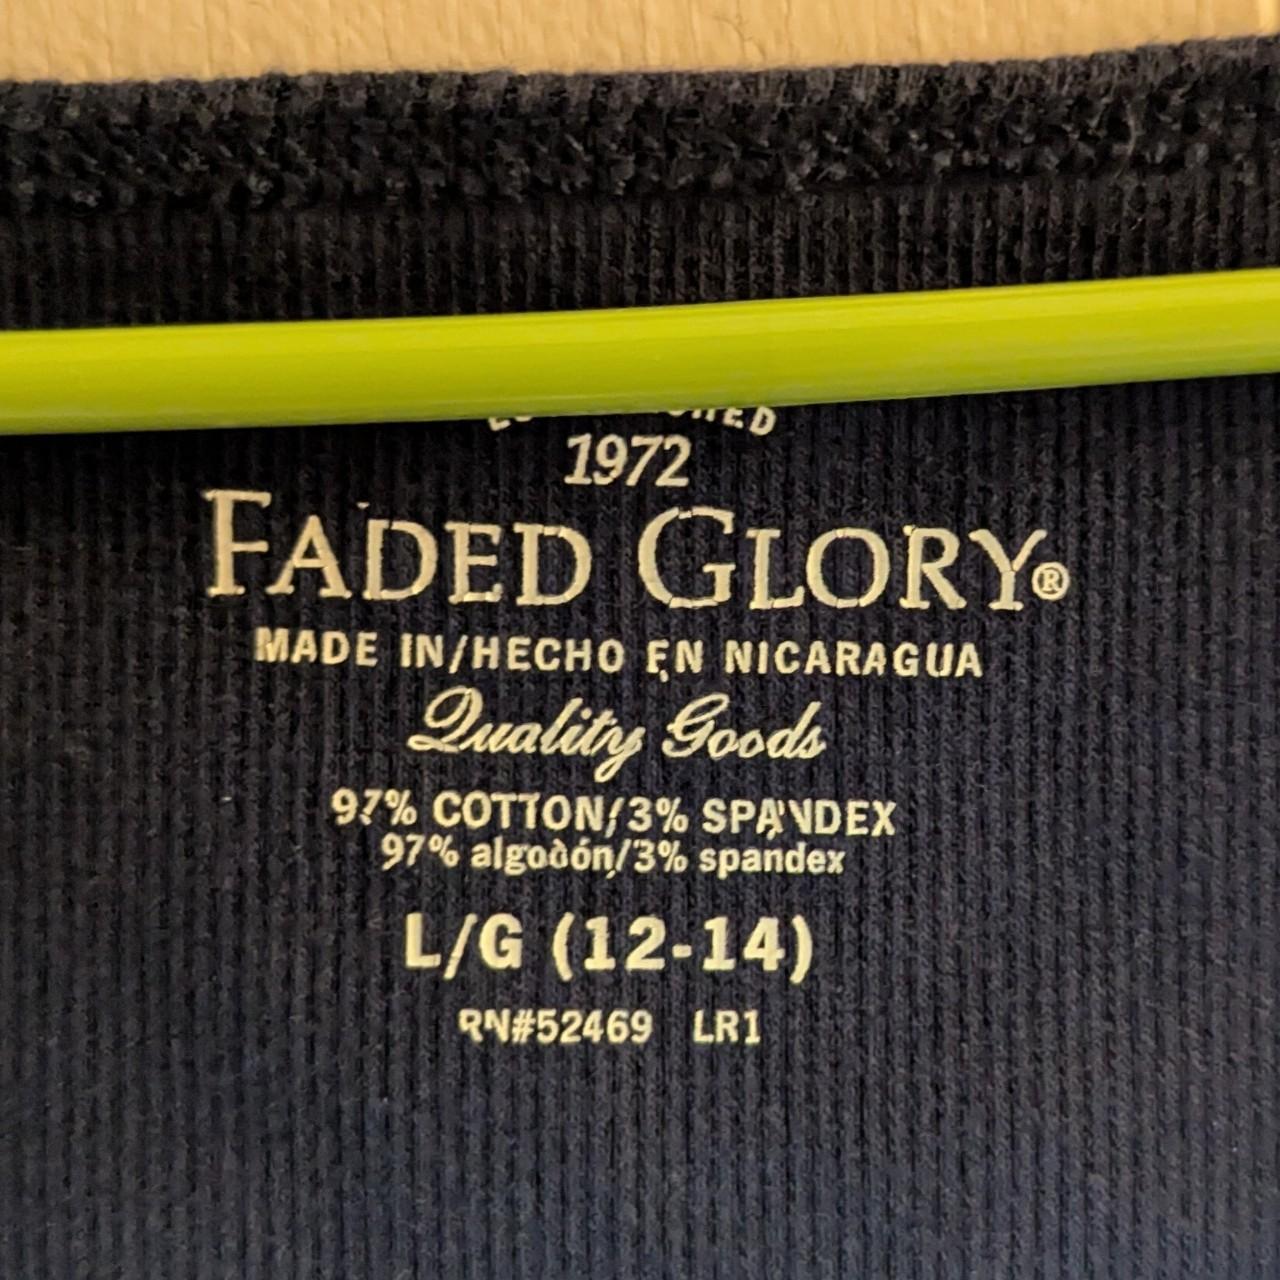 1972
FADED GLORY®
MADE IN/HECHO EN NICARAGUA
Quality Goods
97% COTTON/3% SPANDEX
97% algodón/3% spandex
L/G (12-14)
RN#52469 LR1